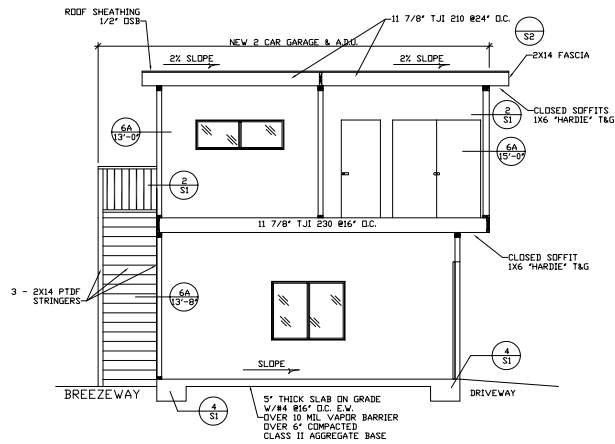 ROOF SHEATHING
1/2" OSB
11 7/8" TJI 210 @24" O.C.
S2
NEW 2 CAR GARAGE & A.D.U.
2% SLOPE
2% SLOPE
2X14 FASCIA
CLOSED SOFFITS
1X6 "HARDIE" T&G
2
S1
6A
13'-0"
6A
15'-0"
2
S1
11 7/8" TJI 230 @16" O.C.
CLOSED SOFFIT
1X6 "HARDIE" T&G
3 - 2X14 PTDF
STRINGERS
6A
13'-8"
SLOPE
4
S1
BREEZEWAY
DRIVEWAY
4
S1
5" THICK SLAB ON GRADE
W/#4 @16" O.C. E.W.
OVER 10 MIL VAPOR BARRIER
OVER 6" COMPACTED
CLASS II AGGREGATE BASE